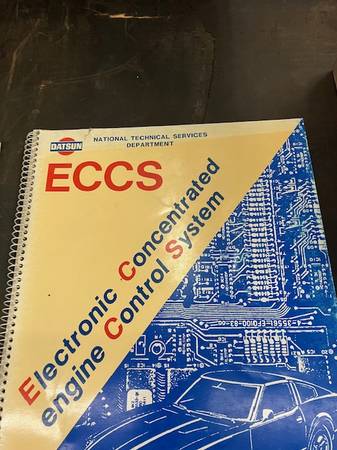 DATSUN
NATIONAL TECHNICAL SERVICES
DEPARTMENT
ECCS
Electronic Concentrated
engine Control System